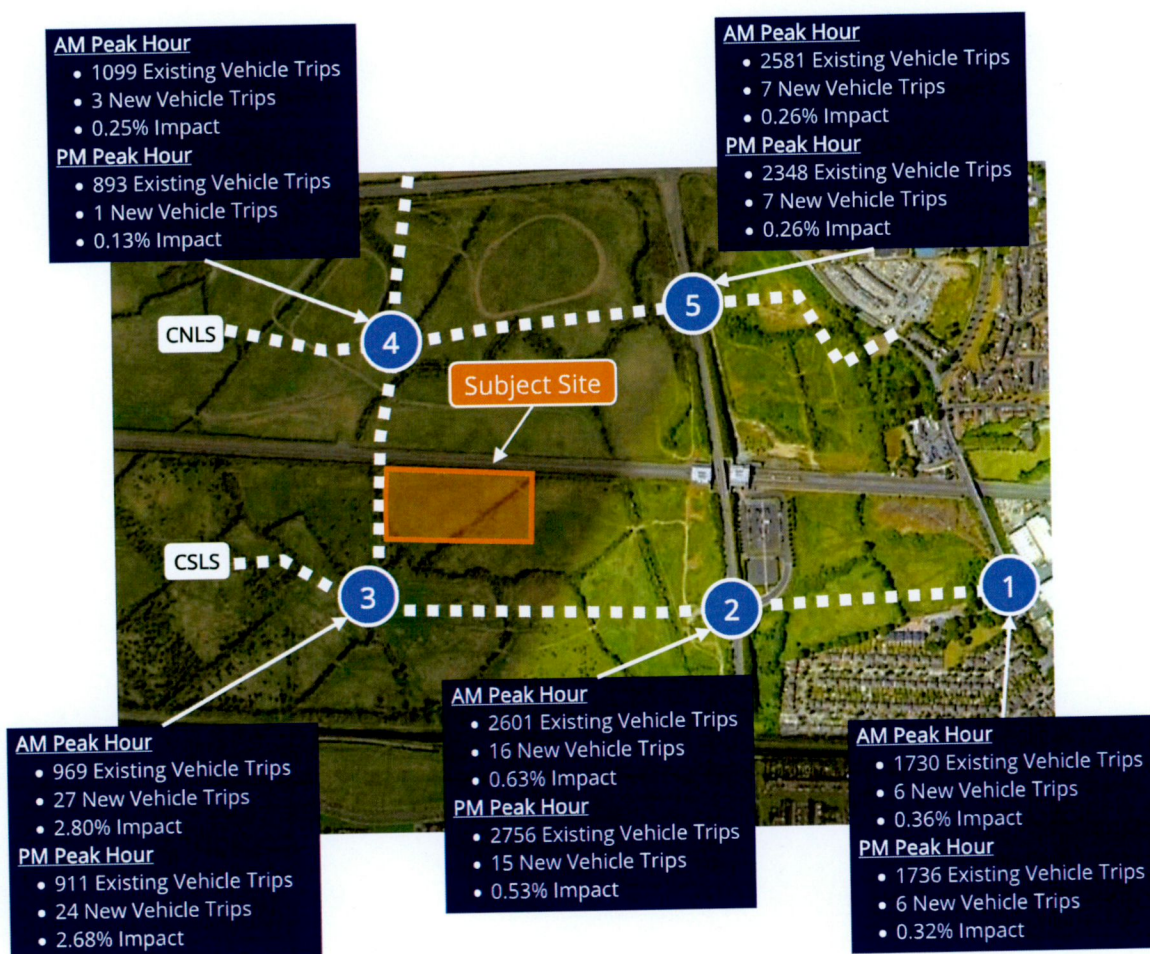 AM Peak Hour
• 1099 Existing Vehicle Trips
• 3 New Vehicle Trips
• 0.25% Impact
PM Peak Hour
• 893 Existing Vehicle Trips
• 1 New Vehicle Trips
• 0.13% Impact
AM Peak Hour
• 2581 Existing Vehicle Trips
• 7 New Vehicle Trips
• 0.26% Impact
PM Peak Hour
• 2348 Existing Vehicle Trips
• 7 New Vehicle Trips
• 0.26% Impact
CNLS
4
5
Subject Site
CSLS
3
2
1
AM Peak Hour
• 969 Existing Vehicle Trips
• 27 New Vehicle Trips
• 2.80% Impact
PM Peak Hour
• 911 Existing Vehicle Trips
• 24 New Vehicle Trips
• 2.68% Impact
AM Peak Hour
• 2601 Existing Vehicle Trips
• 16 New Vehicle Trips
• 0.63% Impact
PM Peak Hour
• 2756 Existing Vehicle Trips
• 15 New Vehicle Trips
• 0.53% Impact
AM Peak Hour
• 1730 Existing Vehicle Trips
• 6 New Vehicle Trips
• 0.36% Impact
PM Peak Hour
• 1736 Existing Vehicle Trips
• 6 New Vehicle Trips
• 0.32% Impact